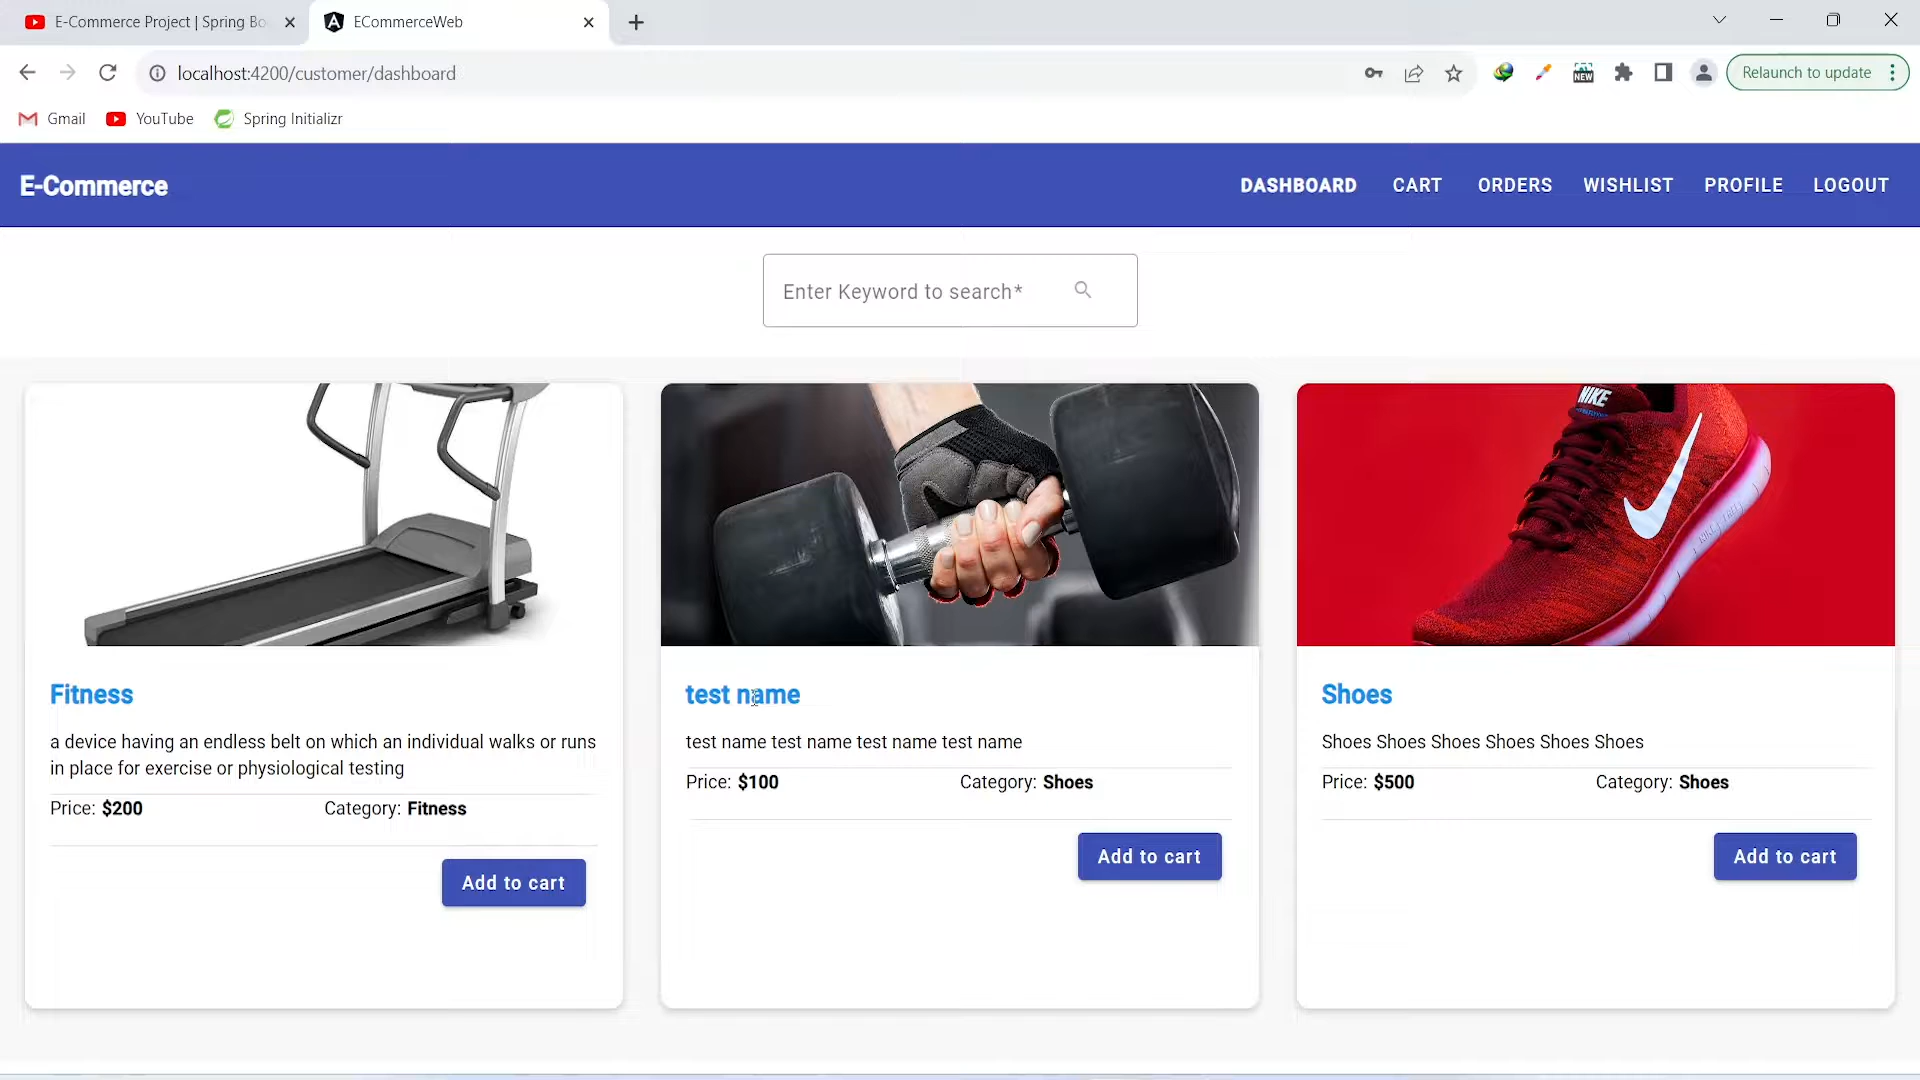 E-Commerce Project | Spring Bo
ECommerceWeb
localhost:4200/customer/dashboard
NEW
Relaunch to update
Gmail
YouTube
Spring Initializr
E-Commerce
DASHBOARD
CART
ORDERS
WISHLIST
PROFILE
LOGOUT
Enter Keyword to search*
NIKE
Fitness
a device having an endless belt on which an individual walks or runs
in place for exercise or physiological testing
Price: $200
Category: Fitness
Add to cart
test name
test name test name test name test name
Price: $100
Category: Shoes
Add to cart
Shoes
Shoes Shoes Shoes Shoes Shoes Shoes
Price: $500
Category: Shoes
Add to cart